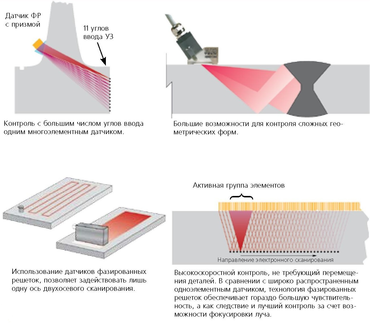 Датчик ФР
с призмой
11 углов
ввода УЗ
Контроль с большим числом углов ввода
одним многоэлементным датчиком.
Большие возможности для контроля сложных гео-
метрических форм.
Использование датчиков фазированных
решеток, позволяет задействовать лишь
одну ось двухосевого сканирования.
Активная группа элементов
Направление электронного сканирования
Высокоскоростной контроль, не требующий перемеще-
ния деталей. В сравнении с широко распространенным
одноэлементным датчиком, технология фазированных
решеток обеспечивает гораздо большую чувствитель-
ность, а как следствие и лучший контроль за счет воз-
можности фокусировки луча.